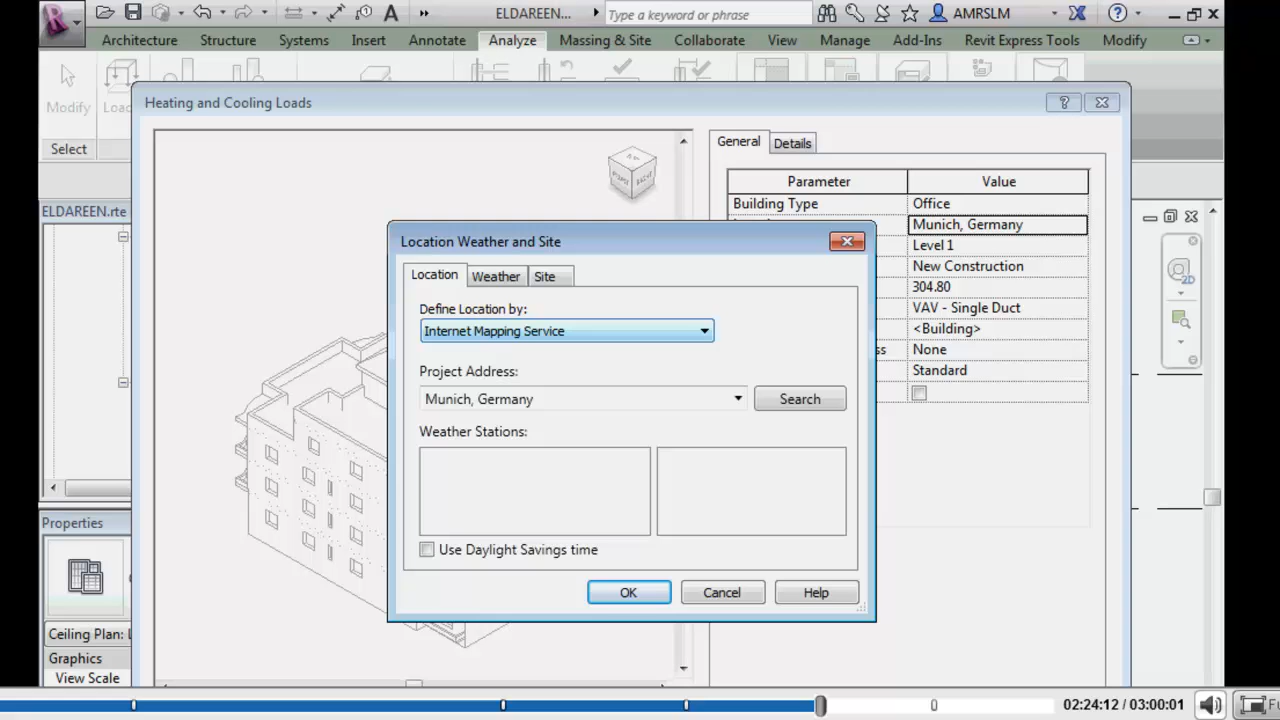 ELDAREEN...
Type a keyword or phrase
AMRSLM
Architecture Structure Systems Insert Annotate Analyze Massing & Site Collaborate View Manage Add-Ins Revit Express Tools Modify
Modify
Select
Heating and Cooling Loads
General Details
Parameter Value
Building Type Office
Munich, Germany
Level 1
New Construction
304.80
VAV - Single Duct
<Building>
ss None
Standard
ELDAREEN.rte
2D
Location Weather and Site
Location Weather Site
Define Location by:
Internet Mapping Service
Project Address:
Munich, Germany
Search
Weather Stations:
Use Daylight Savings time
OK Cancel Help
Properties
Ceiling Plan: L
Graphics
View Scale
02:24:12 / 03:00:01